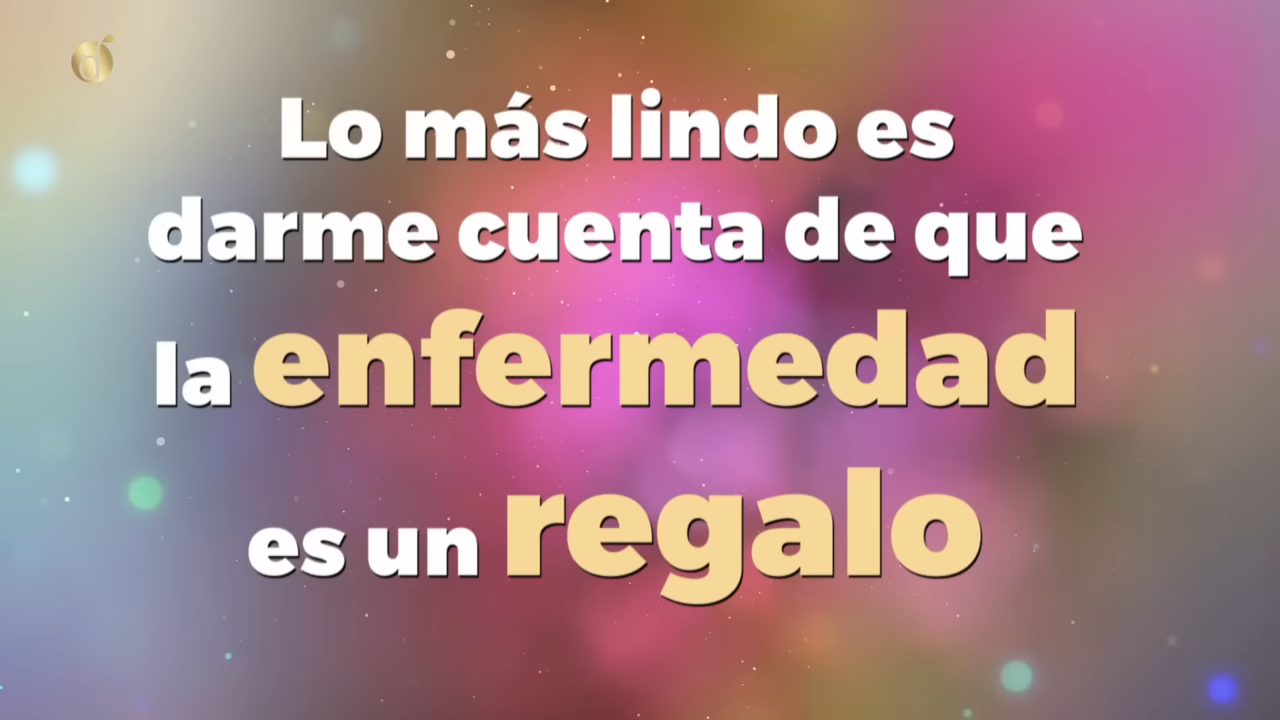 Lo más lindo es
darme cuenta de que
la enfermedad
es un regalo